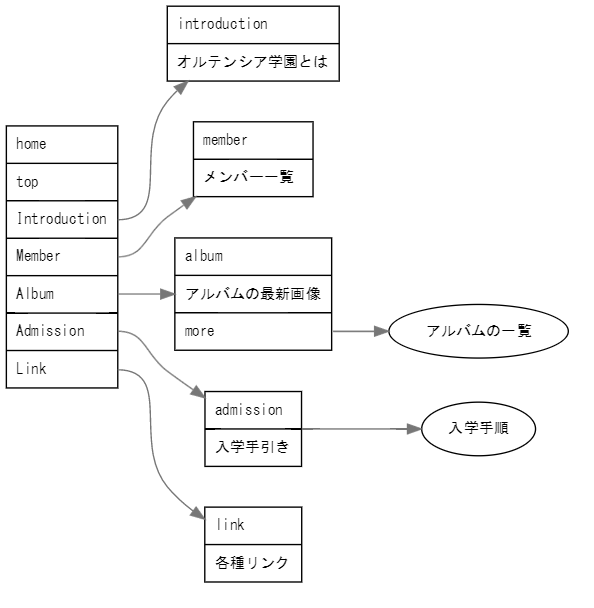 introduction
オルテンシア学園とは
home
top
Introduction
Member
Album
Admission
Link
member
メンバー一覧
album
アルバムの最新画像
more
アルバムの一覧
admission
入学手引き
入学手順
link
各種リンク